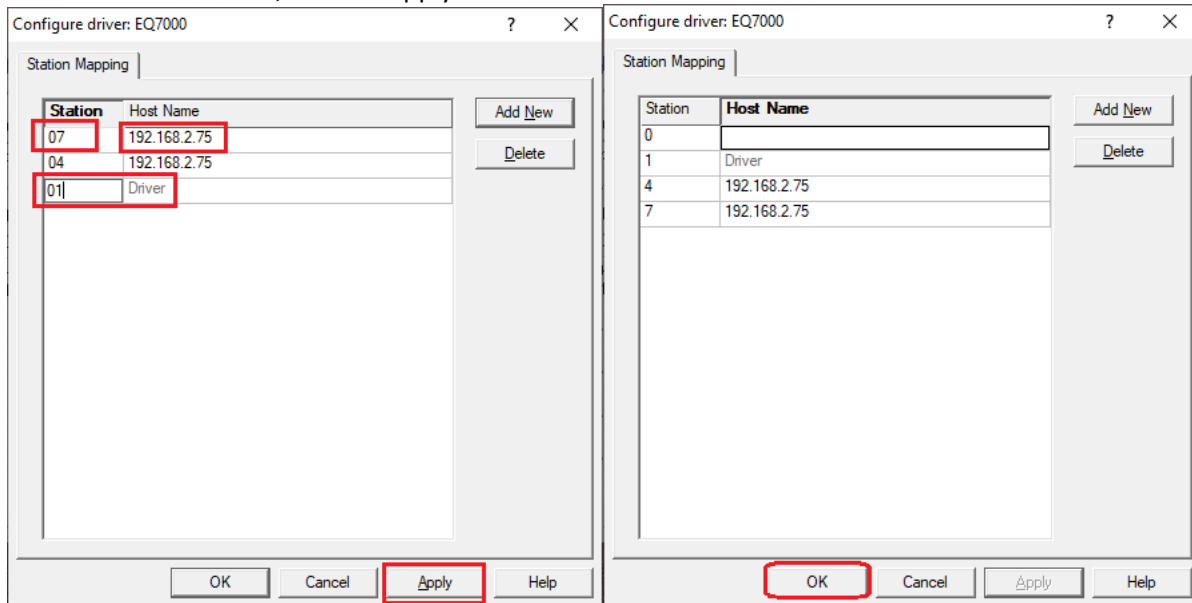 Configure driver: EQ7000 ? X
Station Mapping
Station Host Name
07 192.168.2.75
04 192.168.2.75
01 Driver
Add New
Delete
OK Cancel Apply Help
Configure driver: EQ7000 ? X
Station Mapping
Station Host Name
0
1 Driver
4 192.168.2.75
7 192.168.2.75
Add New
Delete
OK Cancel Apply Help